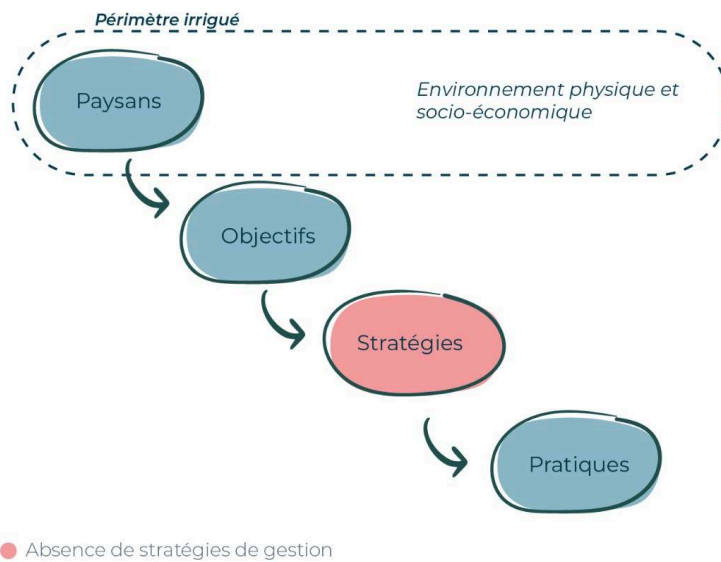 Périmètre irrigué
Paysans
Environnement physique et
socio-économique
Objectifs
Stratégies
Pratiques
Absence de stratégies de gestion